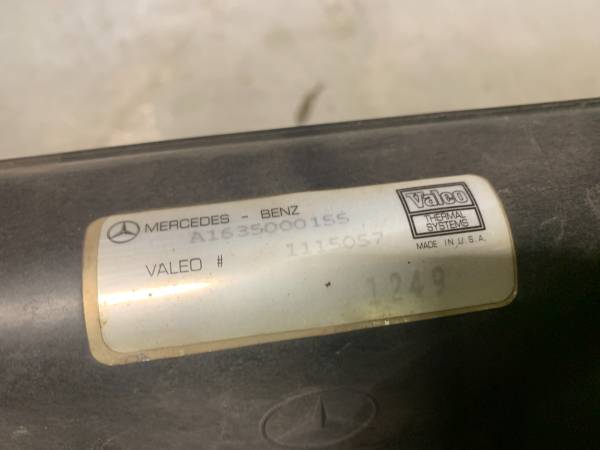 MERCEDES - BENZ
A1635000155
VALEO # 1115057
1249
Valeo
THERMAL
SYSTEMS
MADE IN U.S.A.